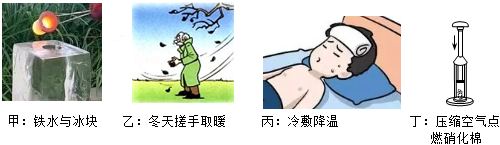 甲：铁水与冰块
乙：冬天搓手取暖
丙：冷敷降温
丁：压缩空气点
燃硝化棉